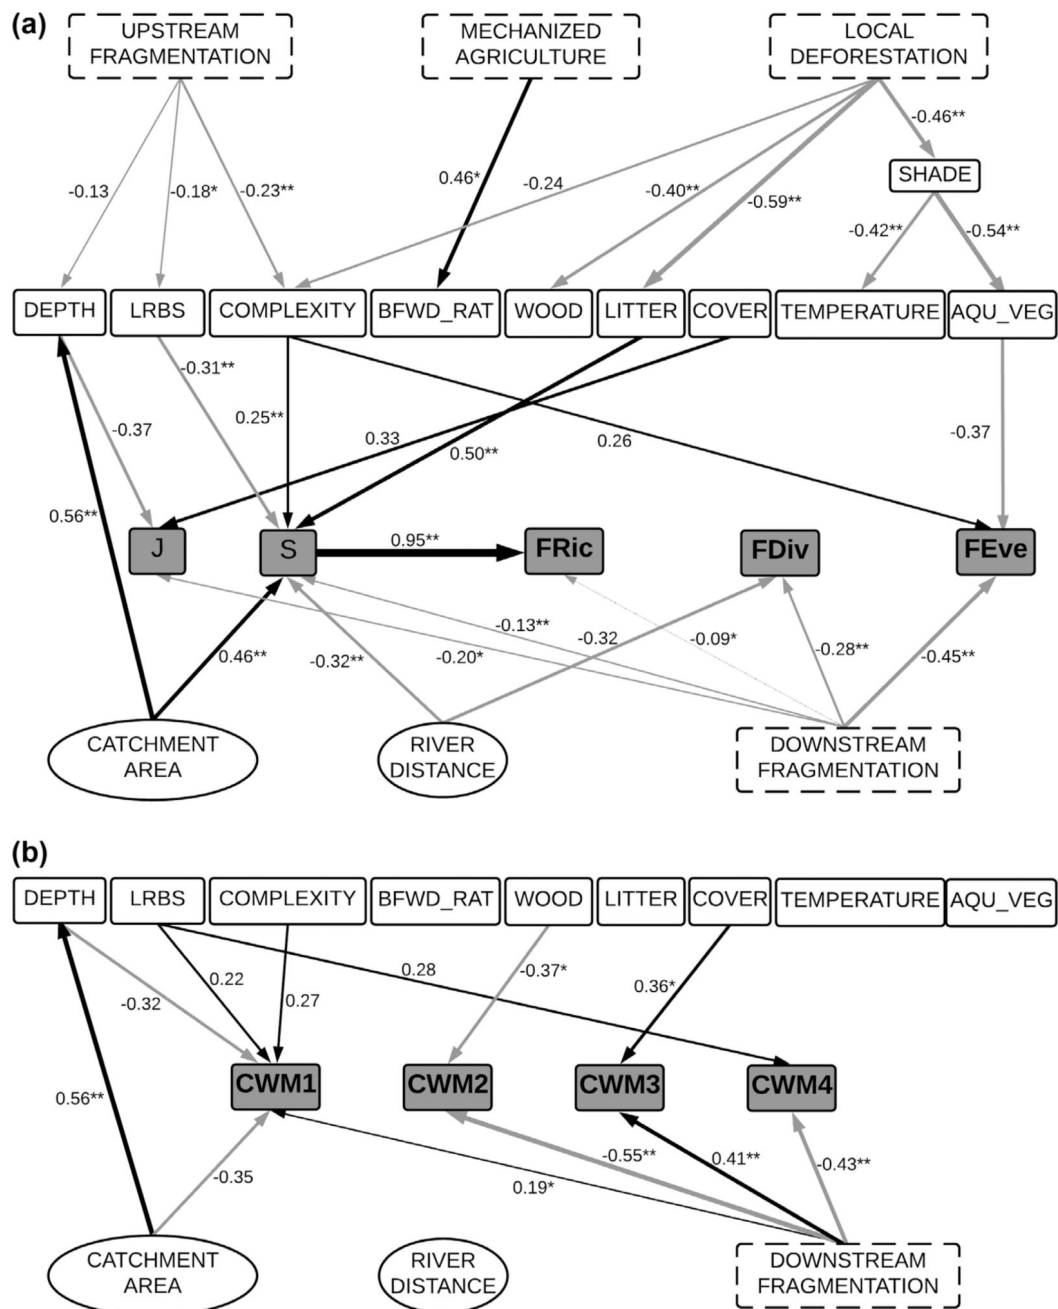 (a)
UPSTREAM
FRAGMENTATION
MECHANIZED
AGRICULTURE
LOCAL
DEFORESTATION
-0.46**
SHADE
-0.13
-0.18*
-0.23**
0.46*
-0.24
-0.40**
-0.59**
-0.42**
-0.54**
DEPTH
LRBS
COMPLEXITY
BFWD_RAT
WOOD
LITTER
COVER
TEMPERATURE
AQU_VEG
-0.31**
-0.37
0.25**
0.33
0.50**
0.26
-0.37
0.56**
J
S
0.95**
FRic
FDiv
FEve
0.46**
-0.32**
-0.13**
-0.20*
-0.32
-0.09*
-0.28**
-0.45**
CATCHMENT
AREA
RIVER
DISTANCE
DOWNSTREAM
FRAGMENTATION
(b)
DEPTH
LRBS
COMPLEXITY
BFWD_RAT
WOOD
LITTER
COVER
TEMPERATURE
AQU_VEG
-0.32
0.22
0.27
0.28
-0.37*
0.36*
0.56**
CWM1
CWM2
CWM3
CWM4
-0.35
0.19*
-0.55**
0.41**
-0.43**
CATCHMENT
AREA
RIVER
DISTANCE
DOWNSTREAM
FRAGMENTATION